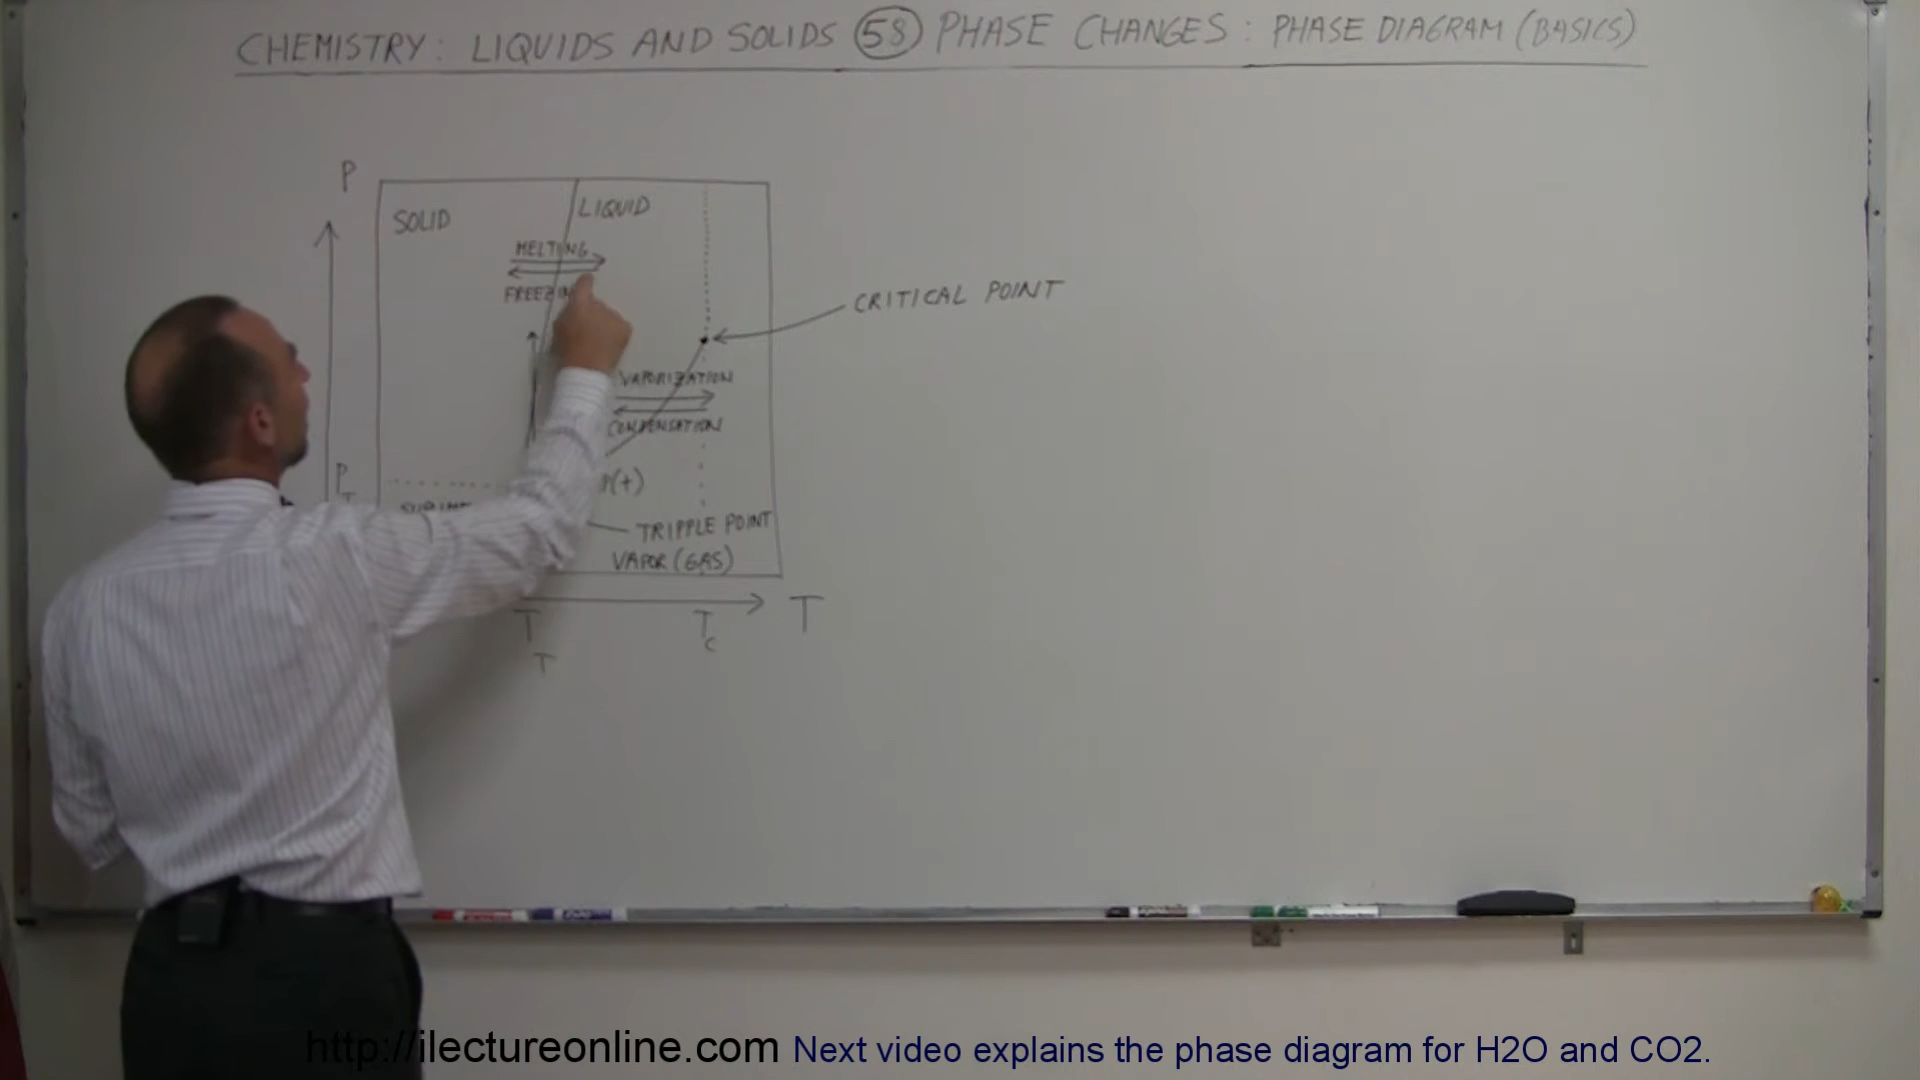 CHEMISTRY: LIQUIDS AND SOLIDS 58 PHASE CHANGES: PHASE DIAGRAM (BASICS)
P
SOLID
LIQUID
MELTING
CRITICAL POINT
VAPORIZATION
CONDENSATION
P T
TRIPPLE POINT
VAPOR (GAS)
T T
T C
T
http://ilectureonline.com Next video explains the phase diagram for H2O and CO2.